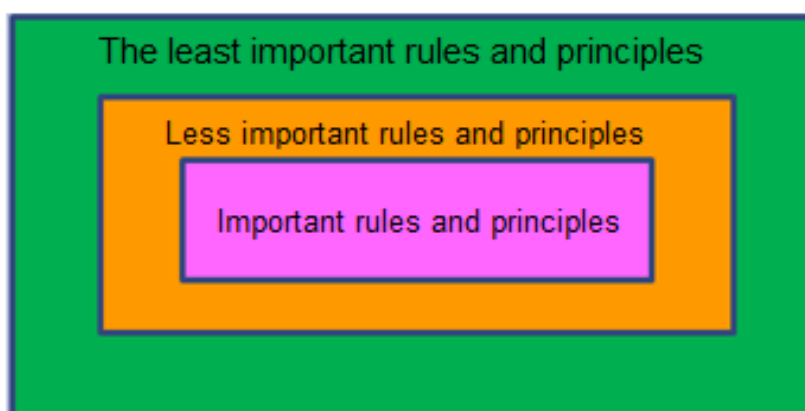 The least important rules and principles
Less important rules and principles
Important rules and principles